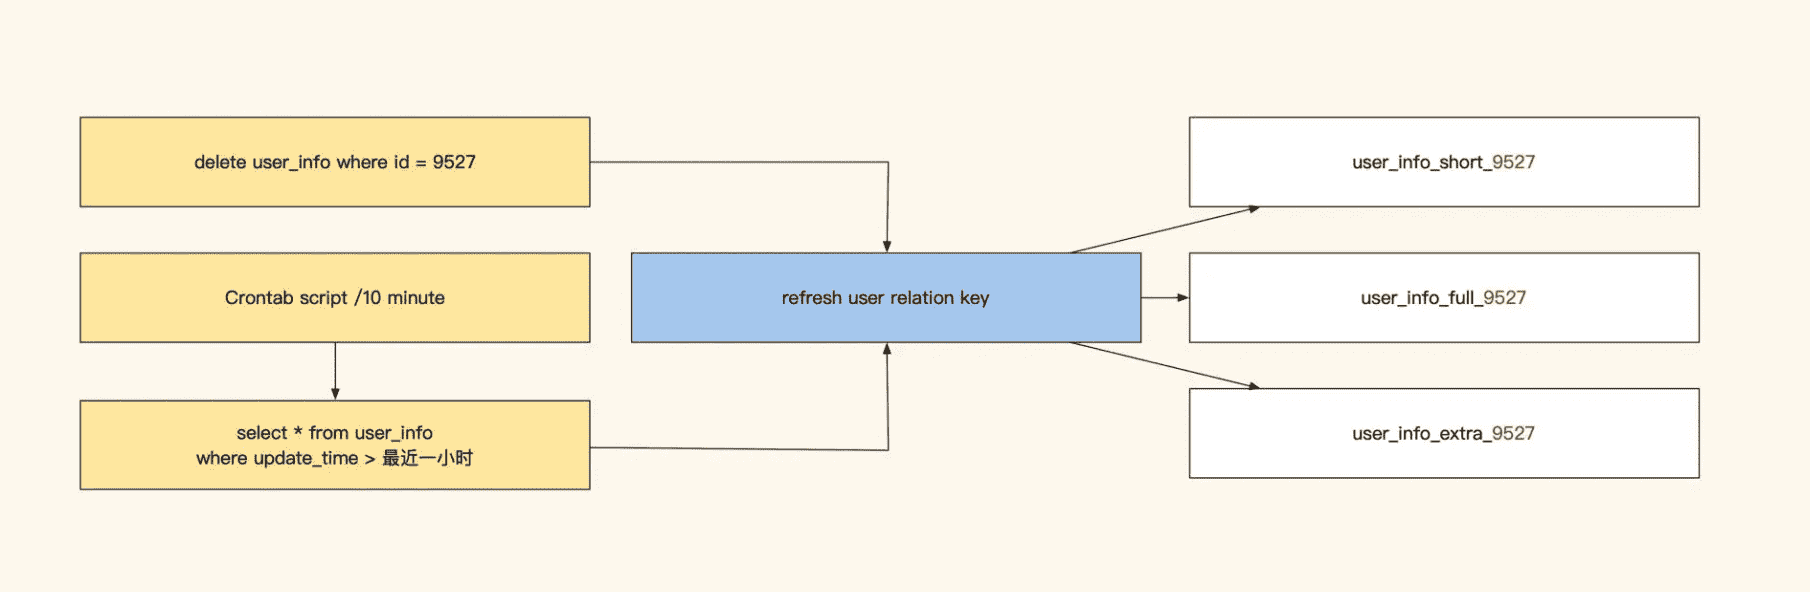 delete user_info where id = 9527
Crontab script /10 minute
select * from user_info
where update_time > 最近一小时
refresh user relation key
user_info_short_9527
user_info_full_9527
user_info_extra_9527